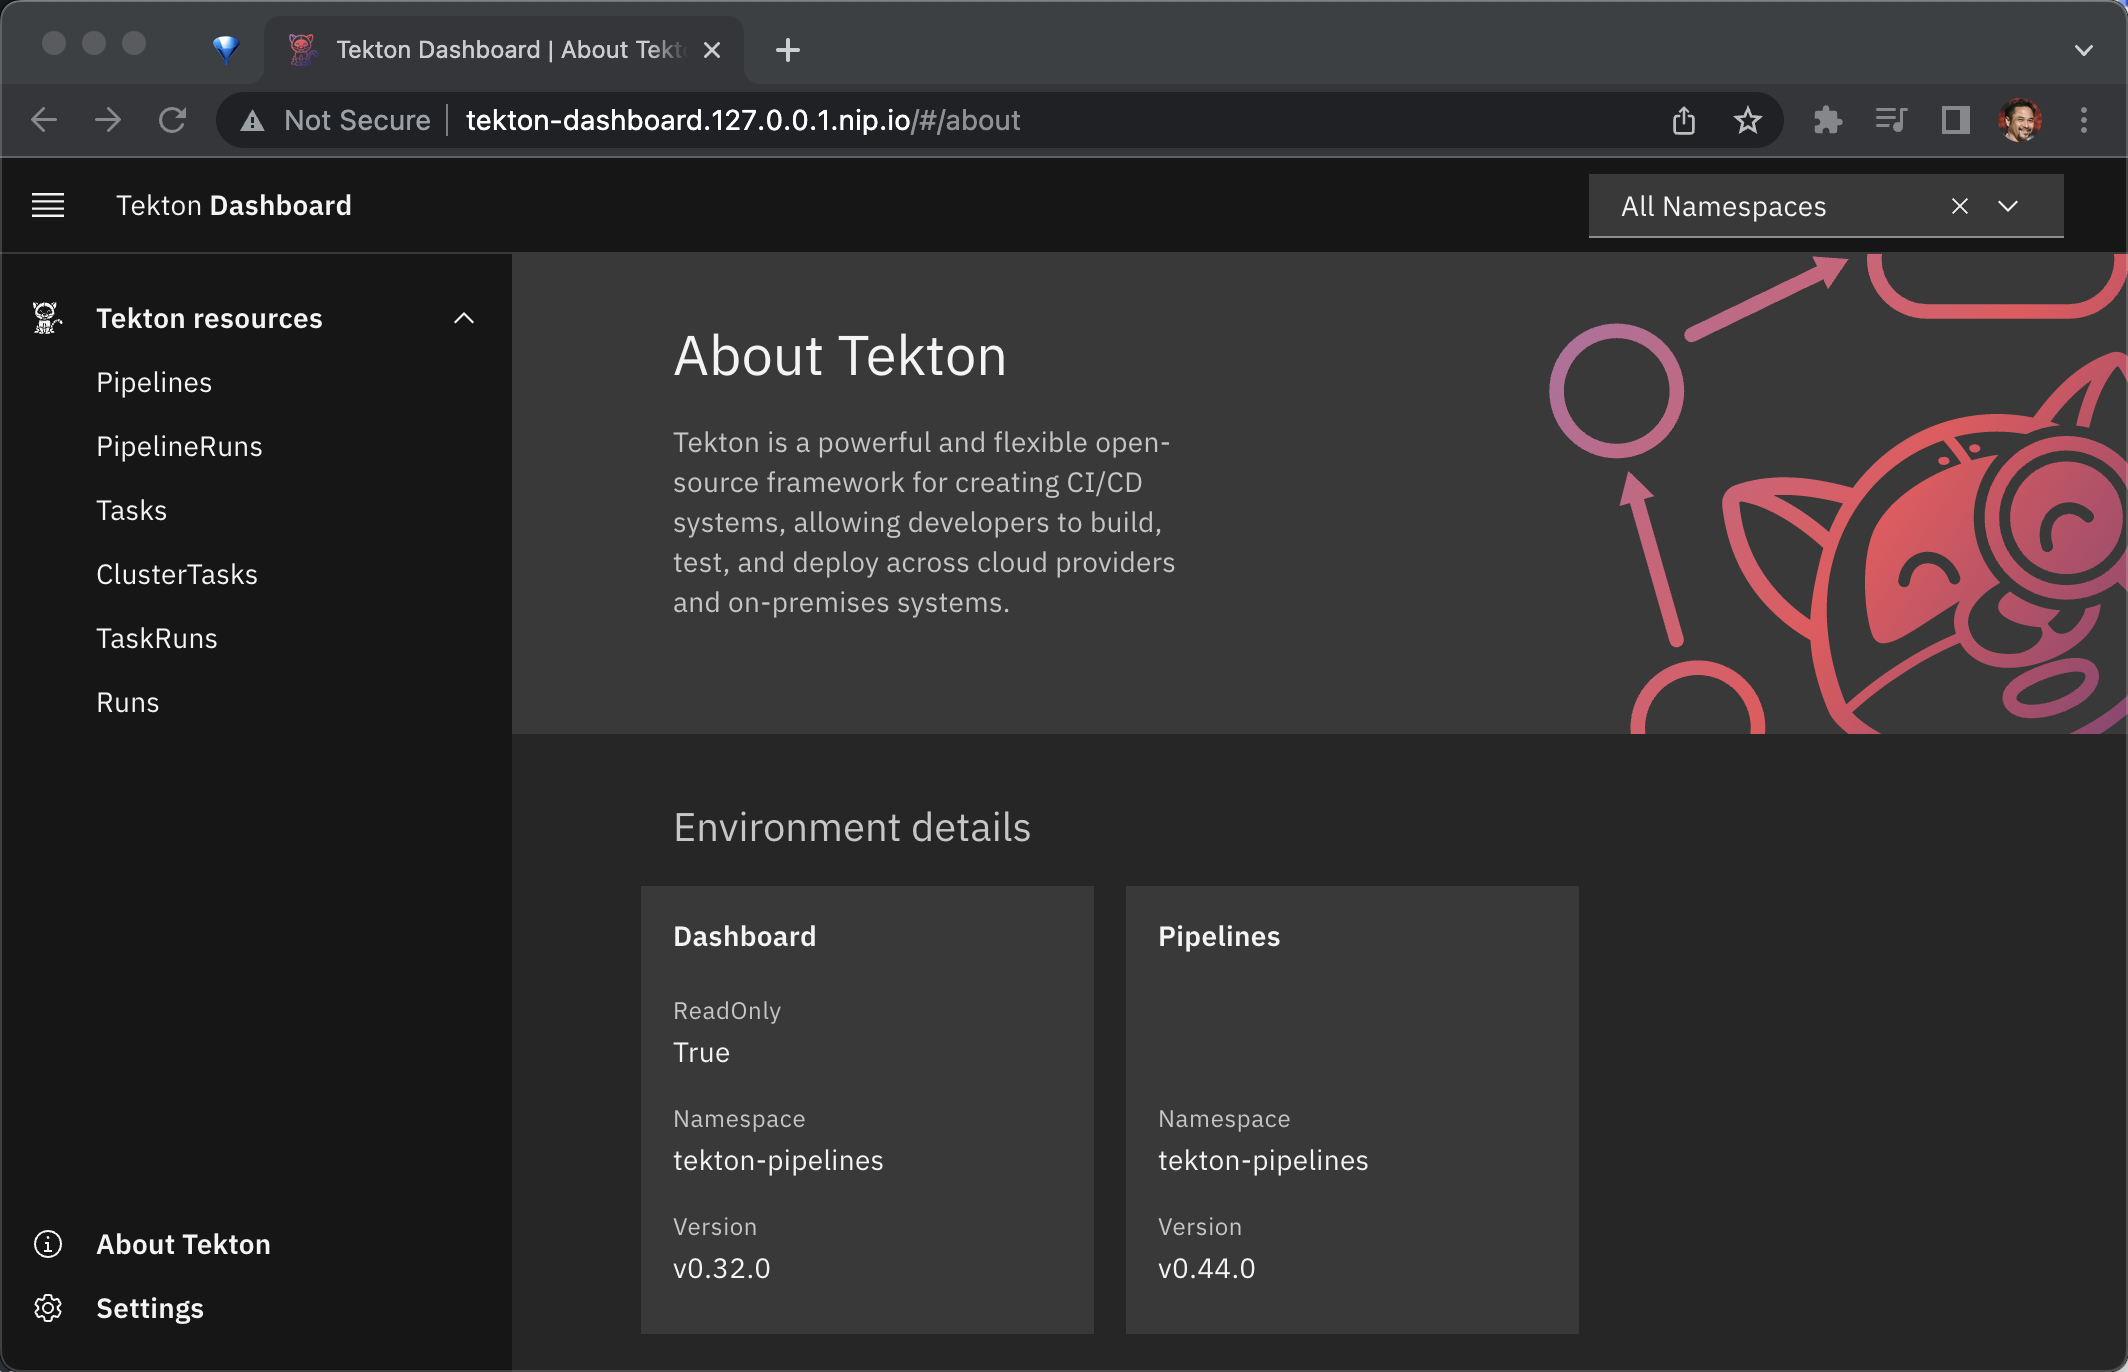 Tekton Dashboard | About Tekt
Not Secure | tekton-dashboard.127.0.0.1.nip.io/#/about
Tekton Dashboard
All Namespaces
Tekton resources
Pipelines
PipelineRuns
Tasks
ClusterTasks
TaskRuns
Runs
About Tekton
Settings
About Tekton
Tekton is a powerful and flexible open-
source framework for creating CI/CD
systems, allowing developers to build,
test, and deploy across cloud providers
and on-premises systems.
Environment details
Dashboard
ReadOnly
True
Namespace
tekton-pipelines
Version
v0.32.0
Pipelines
Namespace
tekton-pipelines
Version
v0.44.0